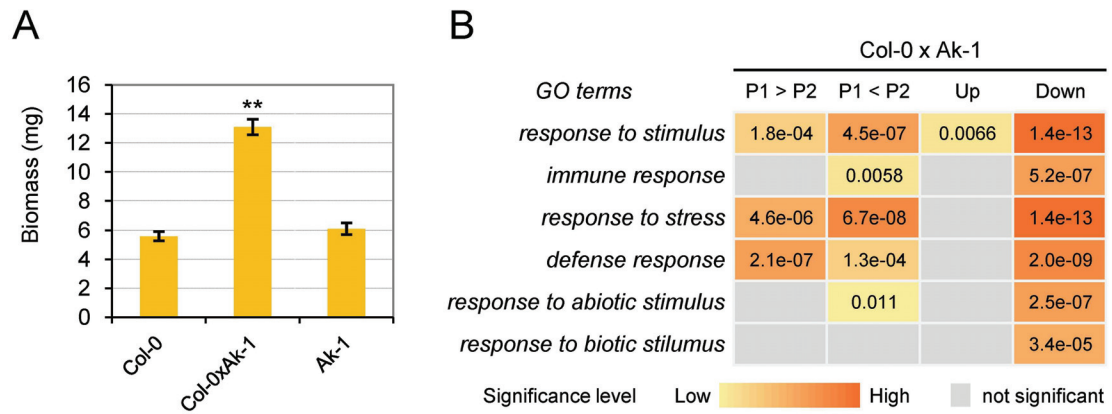 A
Biomass (mg)
16
14
12
10
8
6
4
2
0
**
Col-0
Col-0xAk-1
Ak-1
B
Col-0 x Ak-1
GO terms P1 > P2 P1 < P2 Up Down
response to stimulus 1.8e-04 4.5e-07 0.0066 1.4e-13
immune response 0.0058 5.2e-07
response to stress 4.6e-06 6.7e-08 1.4e-13
defense response 2.1e-07 1.3e-04 2.0e-09
response to abiotic stimulus 0.011 2.5e-07
response to biotic stilumus 3.4e-05
Significance level Low High not significant